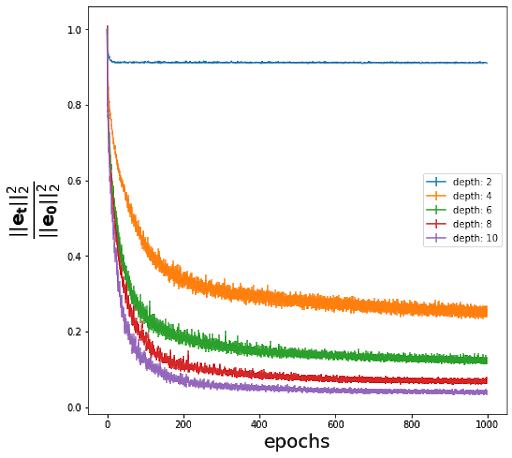 1.0
0.8
0.6
0.4
0.2
0.0
||e_t||_2^2
||e_0||_2^2
depth: 2
depth: 4
depth: 6
depth: 8
depth: 10
0 200 400 600 800 1000
epochs